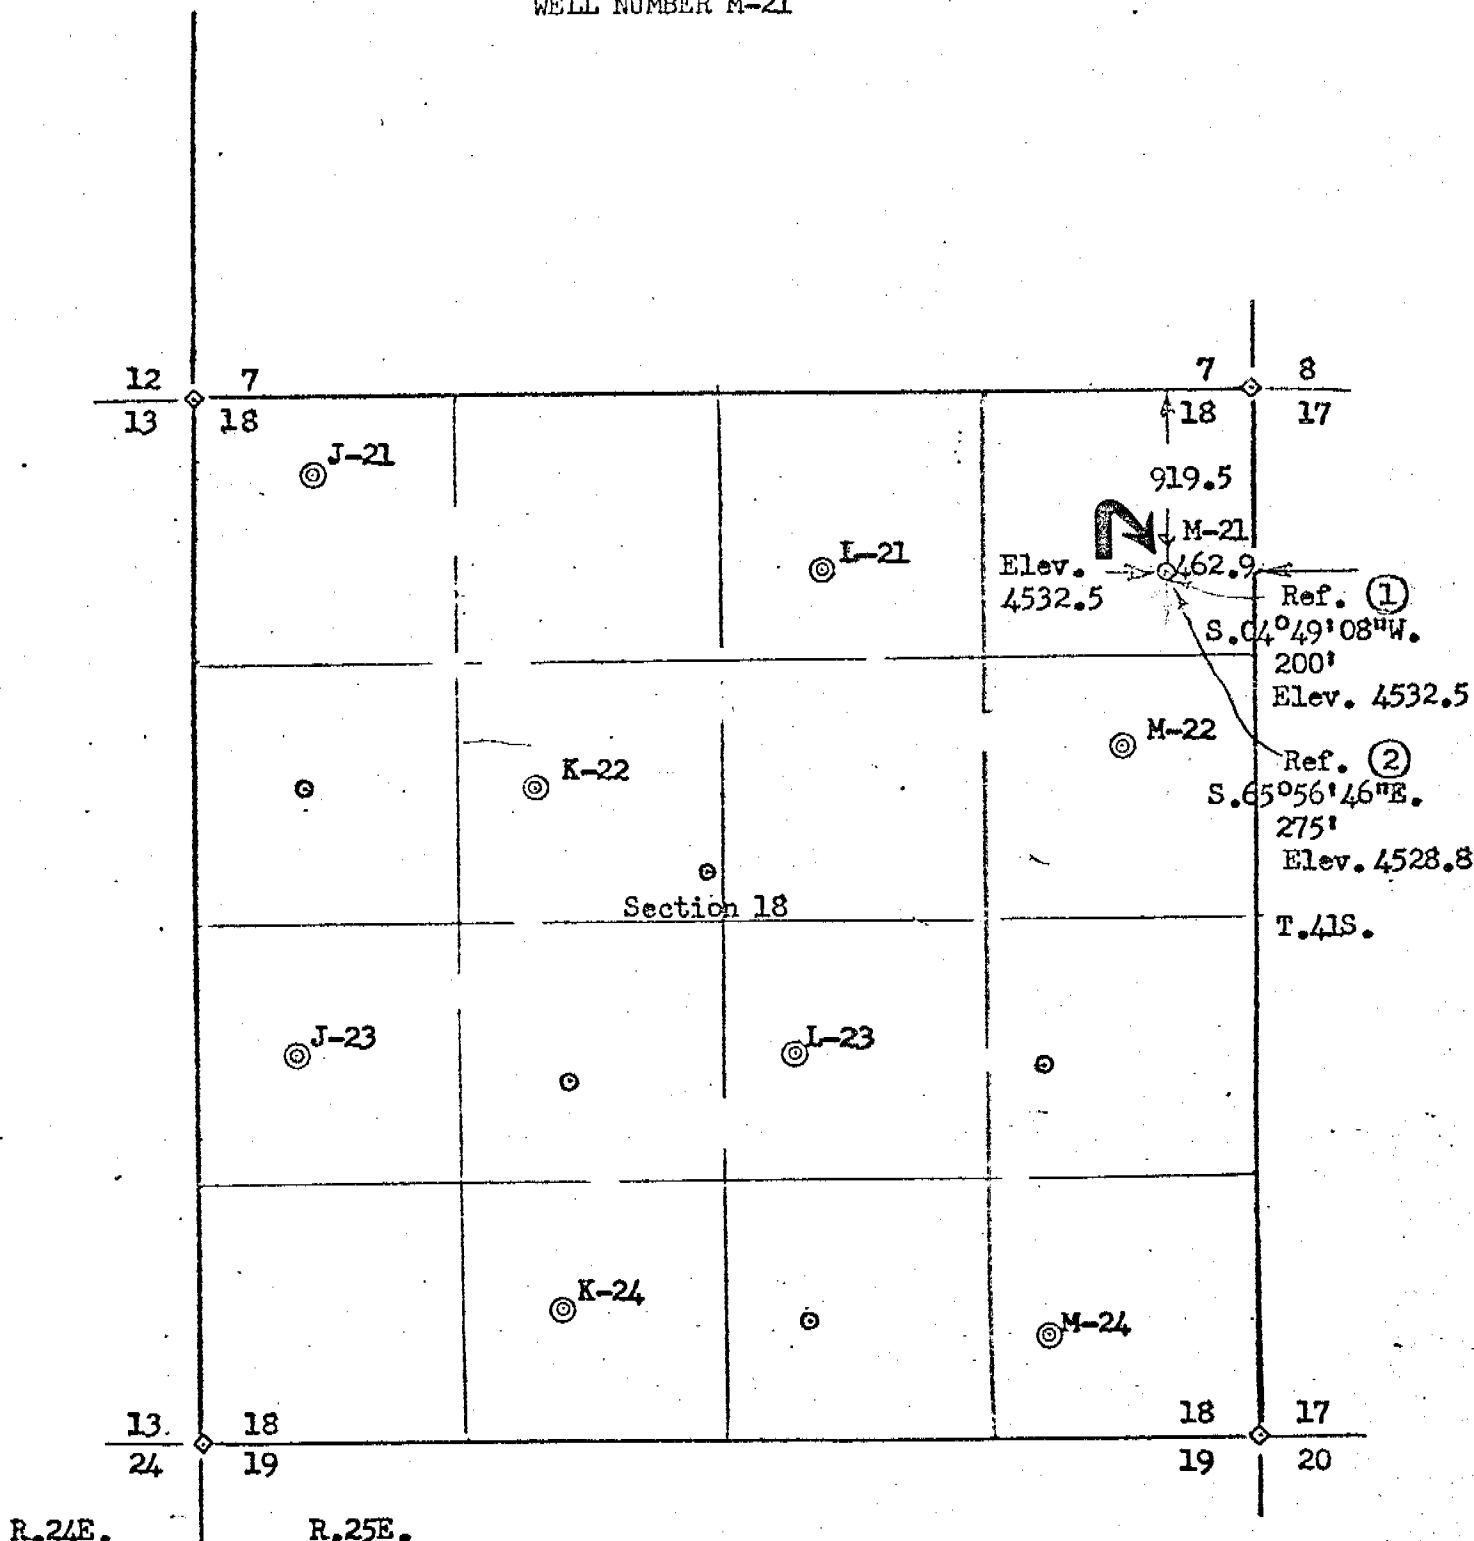 WELL NUMBER M-21
12 7
7 8
13 18
18 17
J-21
919.5
M-21
L-21
Elev.
462.9
4532.5
Ref. 1
S.04°49'08"W.
200'
Elev. 4532.5
M-22
K-22
Ref. 2
S.65°56'46"E.
275'
Elev. 4528.8
Section 18
T.41S.
J-23
L-23
K-24
M-24
13. 18
18 17
24 19
19 20
R.24E. R.25E.